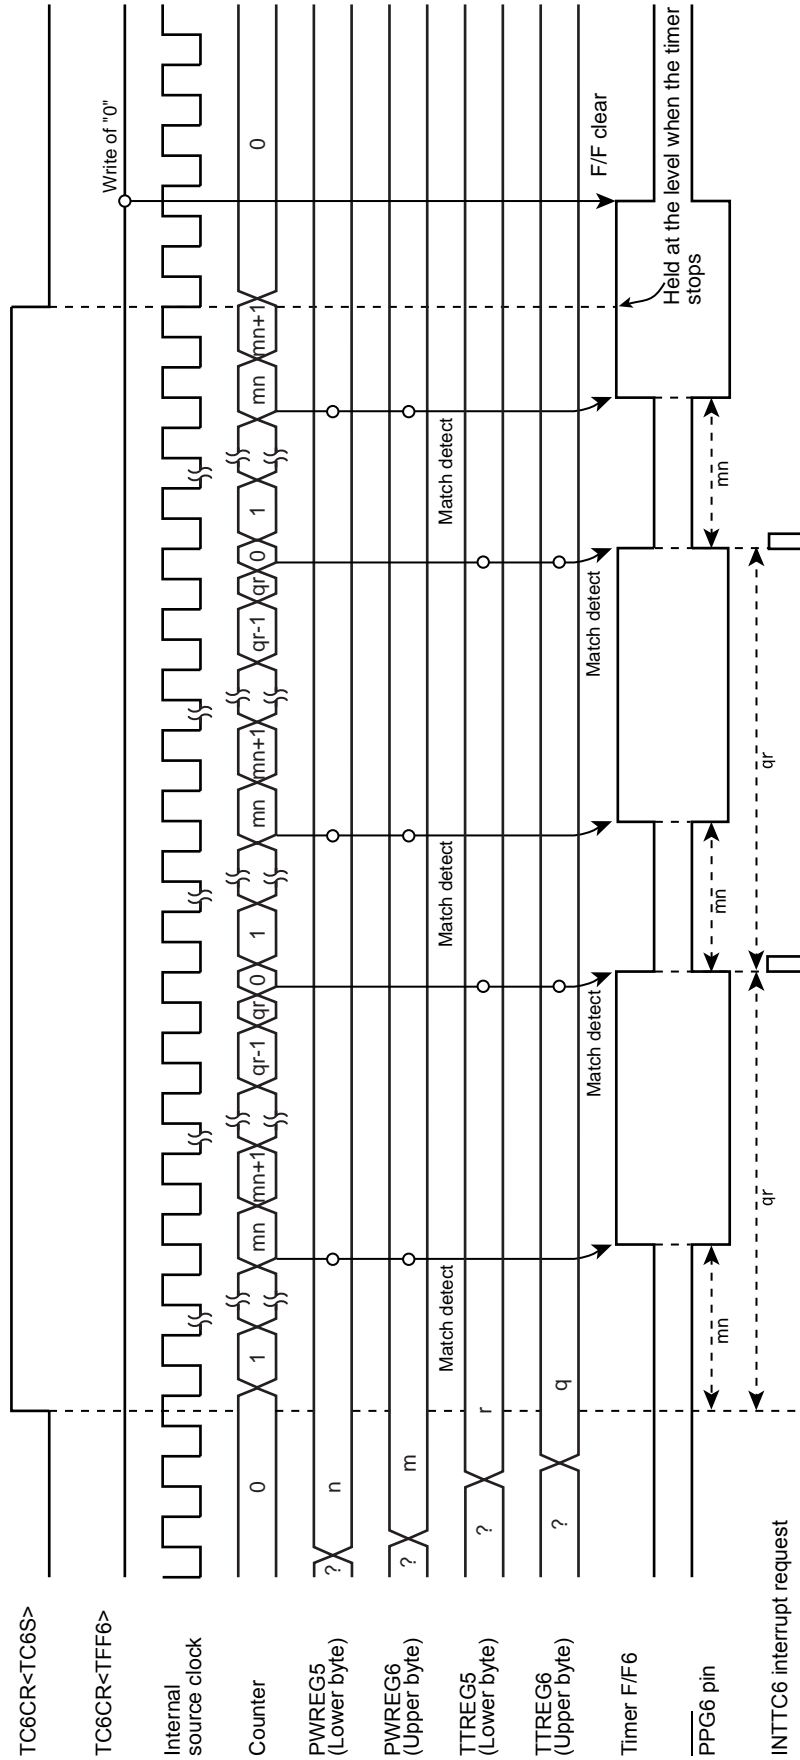 TC6CR<TC6S>
TC6CR<TFF6>
Write of "0"
Internal
source clock
Counter
0
1
mn
mn+1
qr-1
qr
0
1
mn
mn+1
qr-1
qr
0
1
mn
mn+1
0
PWREG5
(Lower byte)
?
n
PWREG6
(Upper byte)
?
m
Match detect
Match detect
Match detect
TTREG5
(Lower byte)
?
r
TTREG6
(Upper byte)
?
q
Match detect
Match detect
F/F clear
Timer F/F6
Held at the level when the timer
stops
PPG6 pin
mn
mn
mn
qr
qr
INTTC6 interrupt request